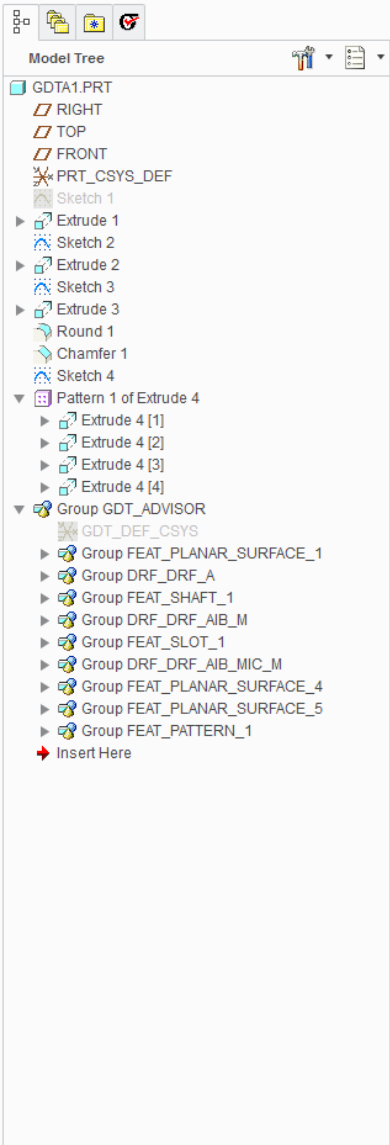 Model Tree
GDTA1.PRT
RIGHT
TOP
FRONT
PRT_CSYS_DEF
Sketch 1
Extrude 1
Sketch 2
Extrude 2
Sketch 3
Extrude 3
Round 1
Chamfer 1
Sketch 4
Pattern 1 of Extrude 4
Extrude 4 [1]
Extrude 4 [2]
Extrude 4 [3]
Extrude 4 [4]
Group GDT_ADVISOR
GDT_DEF_CSYS
Group FEAT_PLANAR_SURFACE_1
Group DRF_DRF_A
Group FEAT_SHAFT_1
Group DRF_DRF_AIB_M
Group FEAT_SLOT_1
Group DRF_DRF_AIB_MIC_M
Group FEAT_PLANAR_SURFACE_4
Group FEAT_PLANAR_SURFACE_5
Group FEAT_PATTERN_1
Insert Here